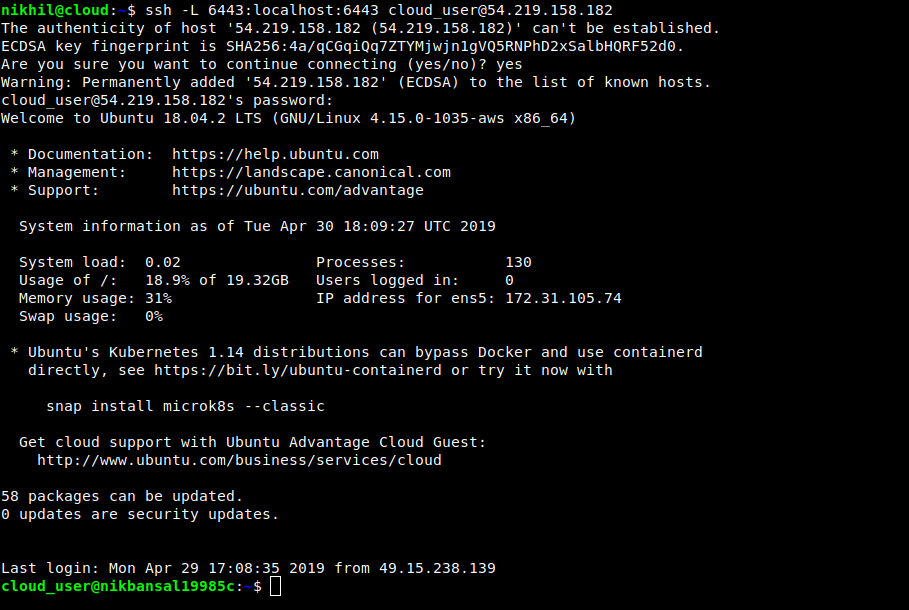 nikhil@cloud:~$ ssh -L 6443:localhost:6443 cloud_user@54.219.158.182
The authenticity of host '54.219.158.182 (54.219.158.182)' can't be established.
ECDSA key fingerprint is SHA256:4a/qCGqiQq7ZTYMjwjn1gVQ5RNPhD2xSalbHQRF52d0.
Are you sure you want to continue connecting (yes/no)? yes
Warning: Permanently added '54.219.158.182' (ECDSA) to the list of known hosts.
cloud_user@54.219.158.182's password:
Welcome to Ubuntu 18.04.2 LTS (GNU/Linux 4.15.0-1035-aws x86_64)

 * Documentation:  https://help.ubuntu.com
 * Management:     https://landscape.canonical.com
 * Support:        https://ubuntu.com/advantage

  System information as of Tue Apr 30 18:09:27 UTC 2019

  System load:  0.02               Processes:           130
  Usage of /:   18.9% of 19.32GB   Users logged in:     0
  Memory usage: 31%                IP address for ens5: 172.31.105.74
  Swap usage:   0%

 * Ubuntu's Kubernetes 1.14 distributions can bypass Docker and use containerd
   directly, see https://bit.ly/ubuntu-containerd or try it now with

     snap install microk8s --classic

  Get cloud support with Ubuntu Advantage Cloud Guest:
    http://www.ubuntu.com/business/services/cloud

58 packages can be updated.
0 updates are security updates.


Last login: Mon Apr 29 17:08:35 2019 from 49.15.238.139
cloud_user@nikbansal19985c:~$